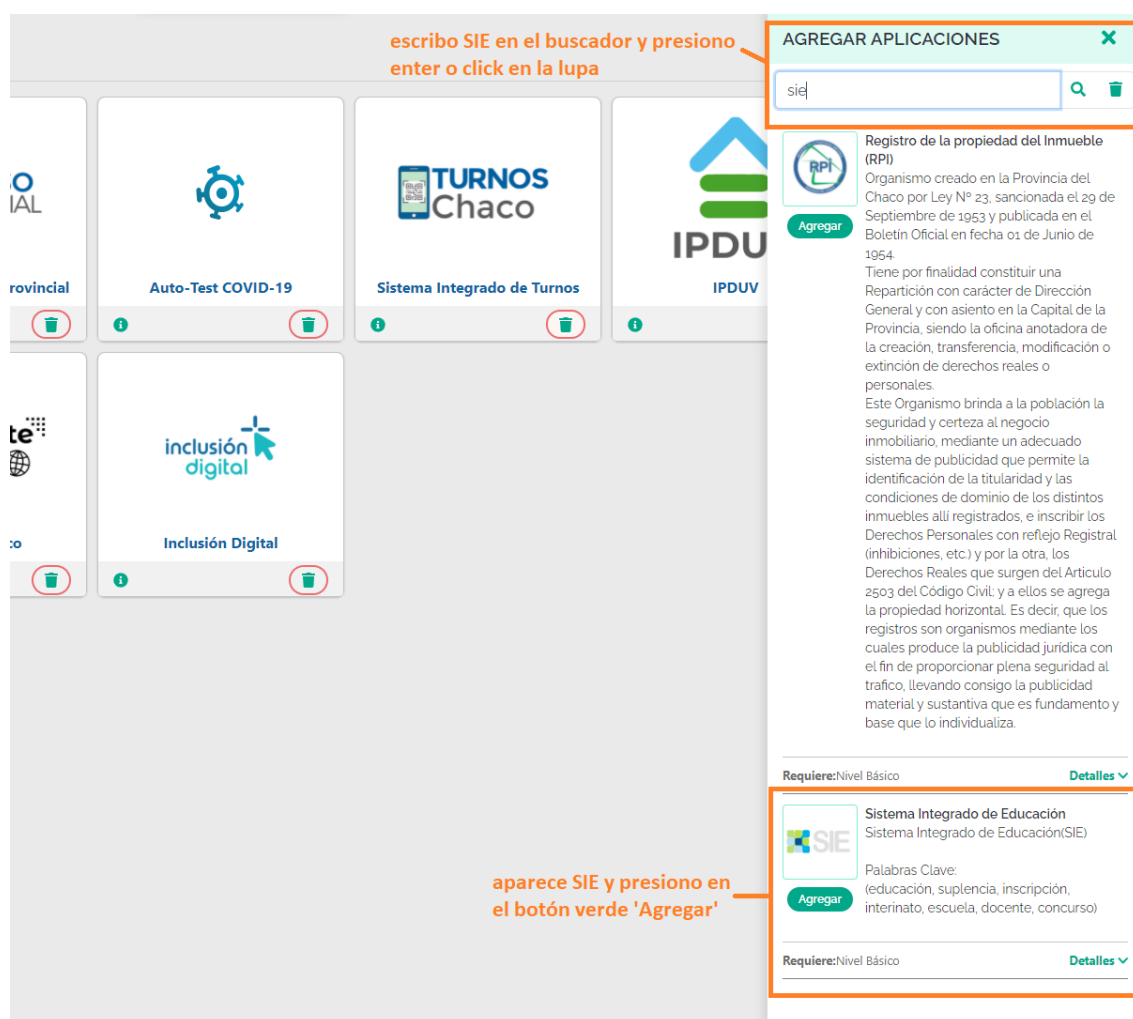 escribo SIE en el buscador y presiono
enter o click en la lupa
AGREGAR APLICACIONES
sie
IAL
rovincial
Auto-Test COVID-19
TURNOS
Chaco
Sistema Integrado de Turnos
IPDU
IPDUV
te
co
inclusión
digital
Inclusión Digital
RPI
Agregar
Registro de la propiedad del Inmueble
(RPI)
Organismo creado en la Provincia del
Chaco por Ley Nº 23, sancionada el 29 de
Septiembre de 1953 y publicada en el
Boletín Oficial en fecha 01 de Junio de
1954.
Tiene por finalidad constituir una
Repartición con carácter de Dirección
General y con asiento en la Capital de la
Provincia, siendo la oficina anotadora de
la creación, transferencia, modificación o
extinción de derechos reales o
personales.
Este Organismo brinda a la población la
seguridad y certeza al negocio
inmobiliario, mediante un adecuado
sistema de publicidad que permite la
identificación de la titularidad y las
condiciones de dominio de los distintos
inmuebles allí registrados, e inscribir los
Derechos Personales con reflejo Registral
(inhibiciones, etc.) y por la otra, los
Derechos Reales que surgen del Articulo
2503 del Código Civil; y a ellos se agrega
la propiedad horizontal. Es decir, que los
registros son organismos mediante los
cuales produce la publicidad jurídica con
el fin de proporcionar plena seguridad al
trafico, llevando consigo la publicidad
material y sustantiva que es fundamento y
base que lo individualiza.
Requiere:Nivel Básico
Detalles
SIE
Agregar
Sistema Integrado de Educación
Sistema Integrado de Educación(SIE)
Palabras Clave:
(educación, suplencia, inscripción,
interinato, escuela, docente, concurso)
Requiere:Nivel Básico
Detalles
aparece SIE y presiono en
el botón verde 'Agregar'